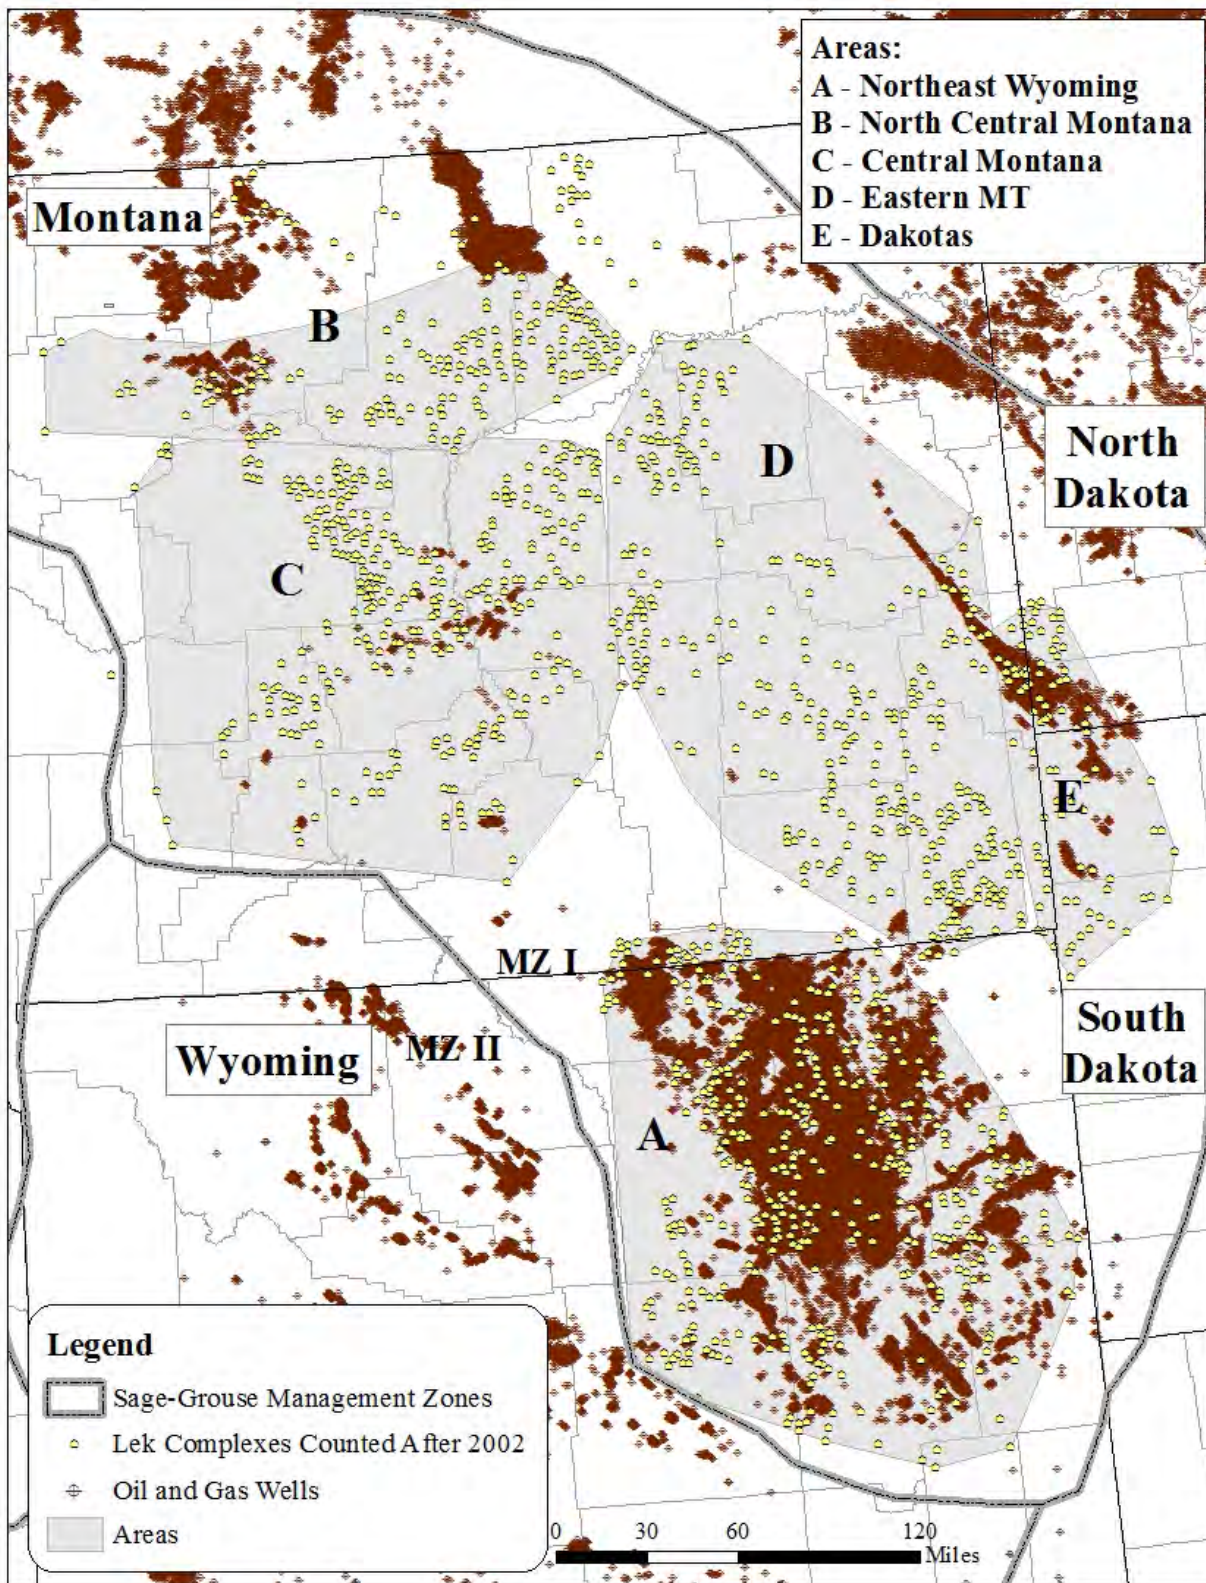 Areas:
A - Northeast Wyoming
B - North Central Montana
C - Central Montana
D - Eastern MT
E - Dakotas
Montana
B
North
Dakota
D
C
E
MZ I
South
Dakota
Wyoming
MZ II
A
Legend
Sage-Grouse Management Zones
Lek Complexes Counted After 2002
Oil and Gas Wells
Areas
0 30 60 120
Miles